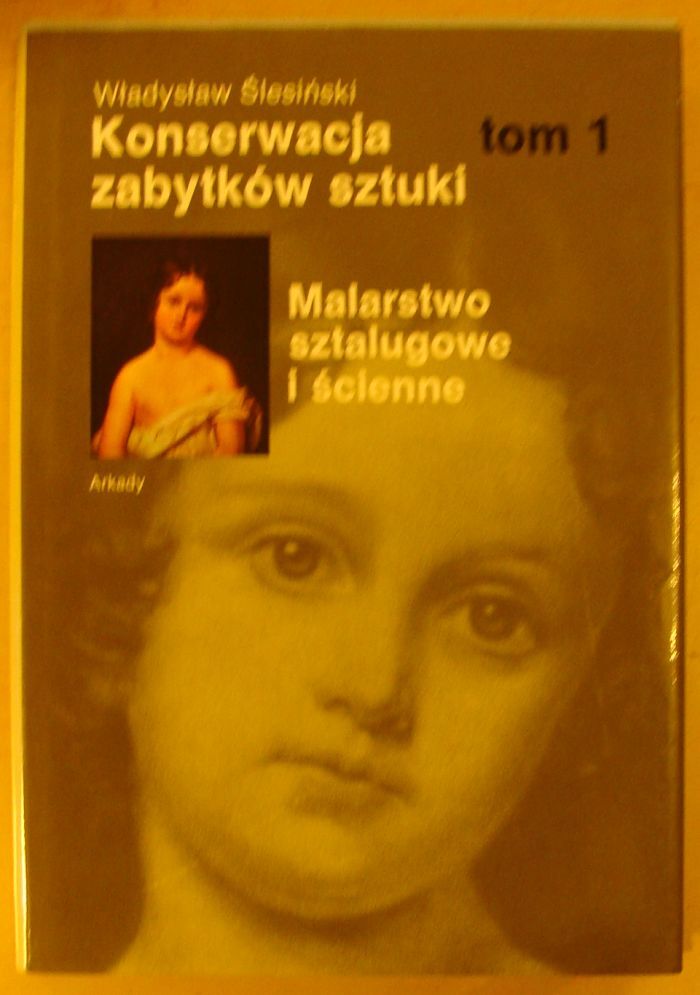 Władysław Ślesiński
Konserwacja
zabytków sztuki
tom 1
Malarstwo
sztalugowe
i ścienne
Arkady